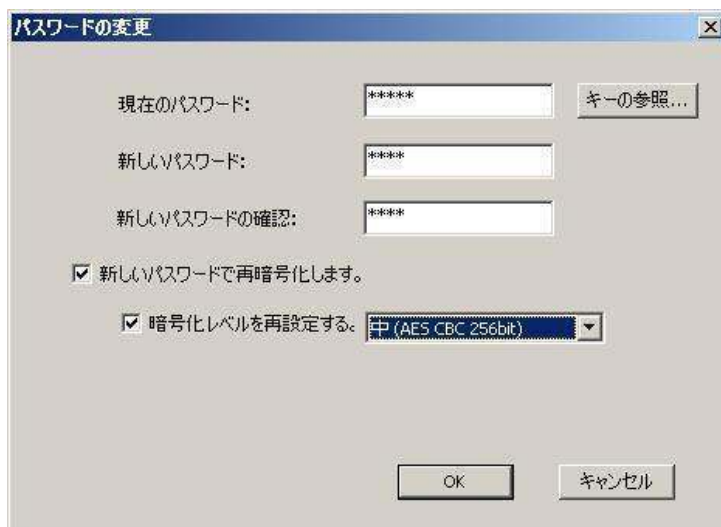 パスワードの変更
現在のパスワード: ***** キーの参照...
新しいパスワード: ****
新しいパスワードの確認: ****
新しいパスワードで再暗号化します。
暗号化レベルを再設定する。 中 (AES CBC 256bit)
OK キャンセル